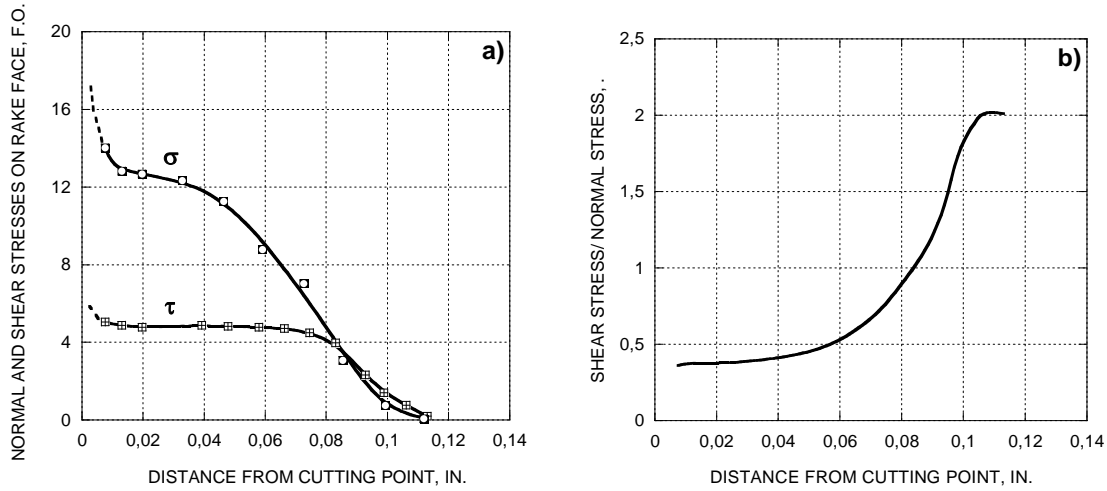 NORMAL AND SHEAR STRESSES ON RAKE FACE, F.O.
20
16
12
8
4
0
a)
σ
τ
0 0,02 0,04 0,06 0,08 0,1 0,12 0,14
DISTANCE FROM CUTTING POINT, IN.
SHEAR STRESS/ NORMAL STRESS, .
2,5
2
1,5
1
0,5
0
b)
0 0,02 0,04 0,06 0,08 0,1 0,12 0,14
DISTANCE FROM CUTTING POINT, IN.